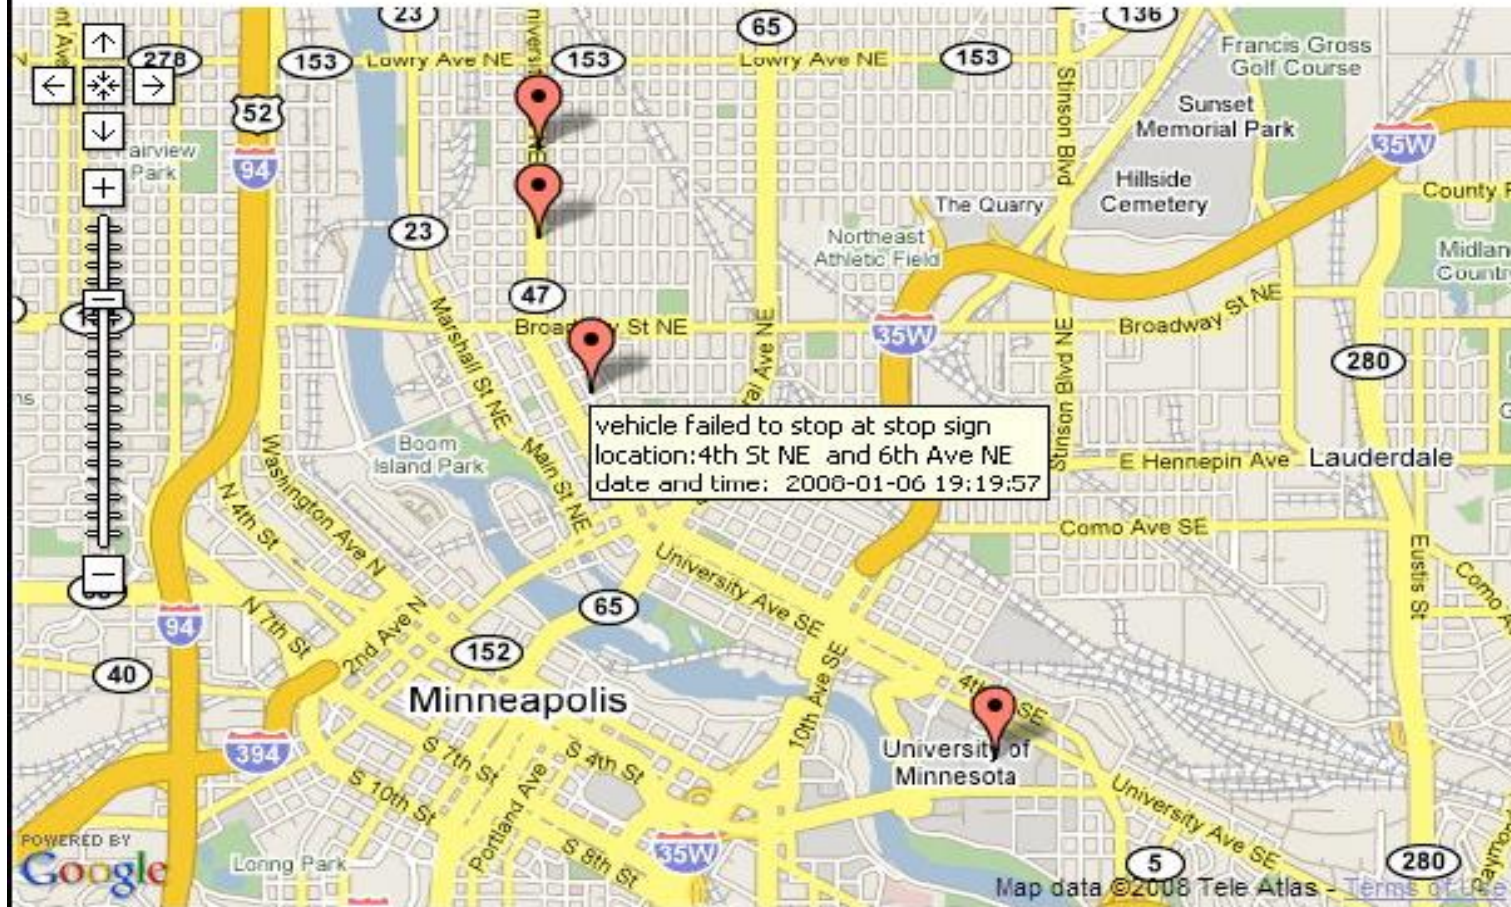 23
65
136
278
153
Lowry Ave NE
153
Lowry Ave NE
153
Francis Gross
Golf Course
52
Sunset
Memorial Park
35W
Stinson Blvd
Park
94
Hillside
Cemetery
County
The Quarry
23
Northeast
Athletic Field
47
Marshall St NE
Broadway St NE
35W
Broadway St NE
280
Stinson Blvd NE
vehicle failed to stop at stop sign
location:4th St NE and 6th Ave NE
date and time: 2008-01-06 19:19:57
Boom
Island Park
Main St NE
E Hennepin Ave
Lauderdale
Washington Ave N
N 4th St
Como Ave SE
Eustis St
Como
University Ave SE
N 7th St
65
94
2nd Ave N
152
40
Minneapolis
10th Ave SE
4th
SE
394
S 7th St
S 4th St
University of
Minnesota
S 10th St
Portland Ave
University Ave SE
POWERED BY
Google
Loring Park
S 8th St
35W
5
280
Map data ©2008 Tele Atlas - Terms of Use